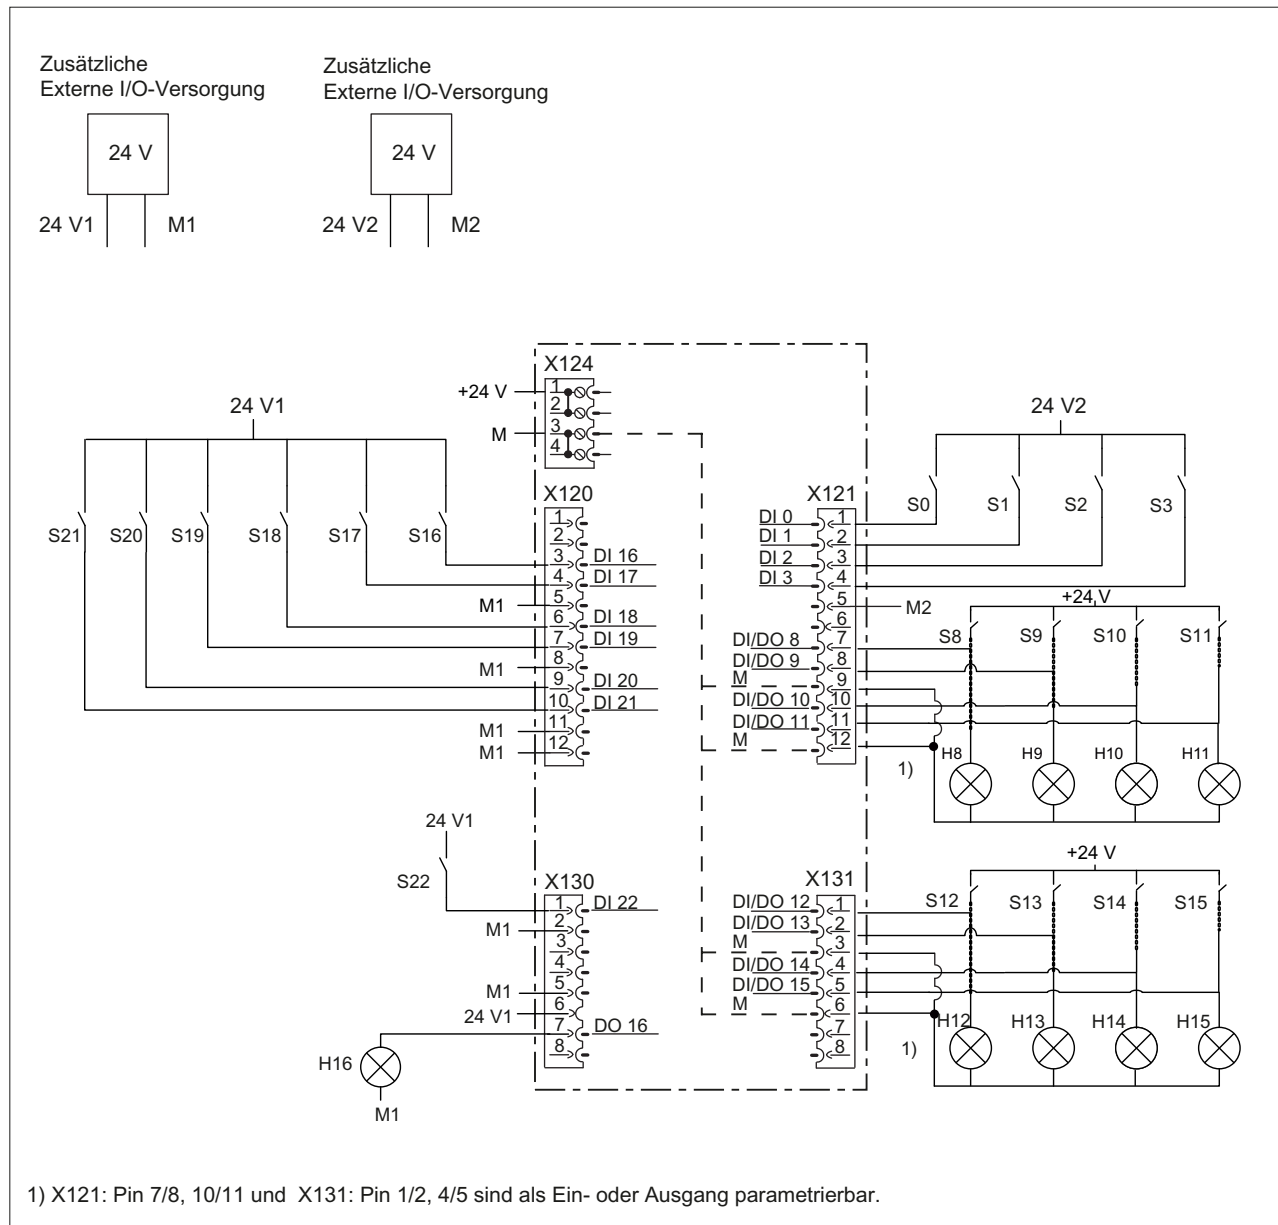 Zusätzliche
Externe I/O-Versorgung
24 V
24 V1
M1
Zusätzliche
Externe I/O-Versorgung
24 V
24 V2
M2
X124
+24 V
1
2
M
3
4
24 V1
S21
S20
S19
S18
S17
S16
X120
1
2
3
DI 16
4
DI 17
M1
5
6
DI 18
7
DI 19
M1
8
9
DI 20
10
DI 21
M1
11
M1
12
24 V2
S0
S1
S2
S3
X121
DI 0
1
DI 1
2
DI 2
3
DI 3
4
5
M2
6
DI/DO 8
7
DI/DO 9
8
M
9
DI/DO 10
10
DI/DO 11
11
M
12
+24 V
S8
S9
S10
S11
1)
H8
H9
H10
H11
24 V1
S22
X130
1
DI 22
M1
2
3
4
M1
5
24 V1
6
7
DO 16
8
H16
M1
X131
DI/DO 12
1
DI/DO 13
2
M
3
DI/DO 14
4
DI/DO 15
5
M
6
7
8
+24 V
S12
S13
S14
S15
1)
H12
H13
H14
H15
1) X121: Pin 7/8, 10/11 und X131: Pin 1/2, 4/5 sind als Ein- oder Ausgang parametrierbar.